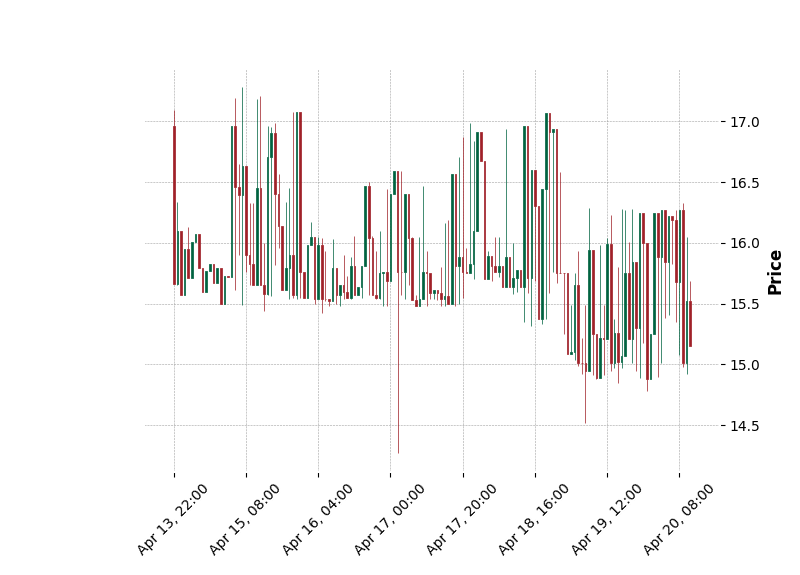 17.0
16.5
16.0
15.5
15.0
14.5
Price
Apr 13, 22:00
Apr 15, 08:00
Apr 16, 04:00
Apr 17, 00:00
Apr 17, 20:00
Apr 18, 16:00
Apr 19, 12:00
Apr 20, 08:00